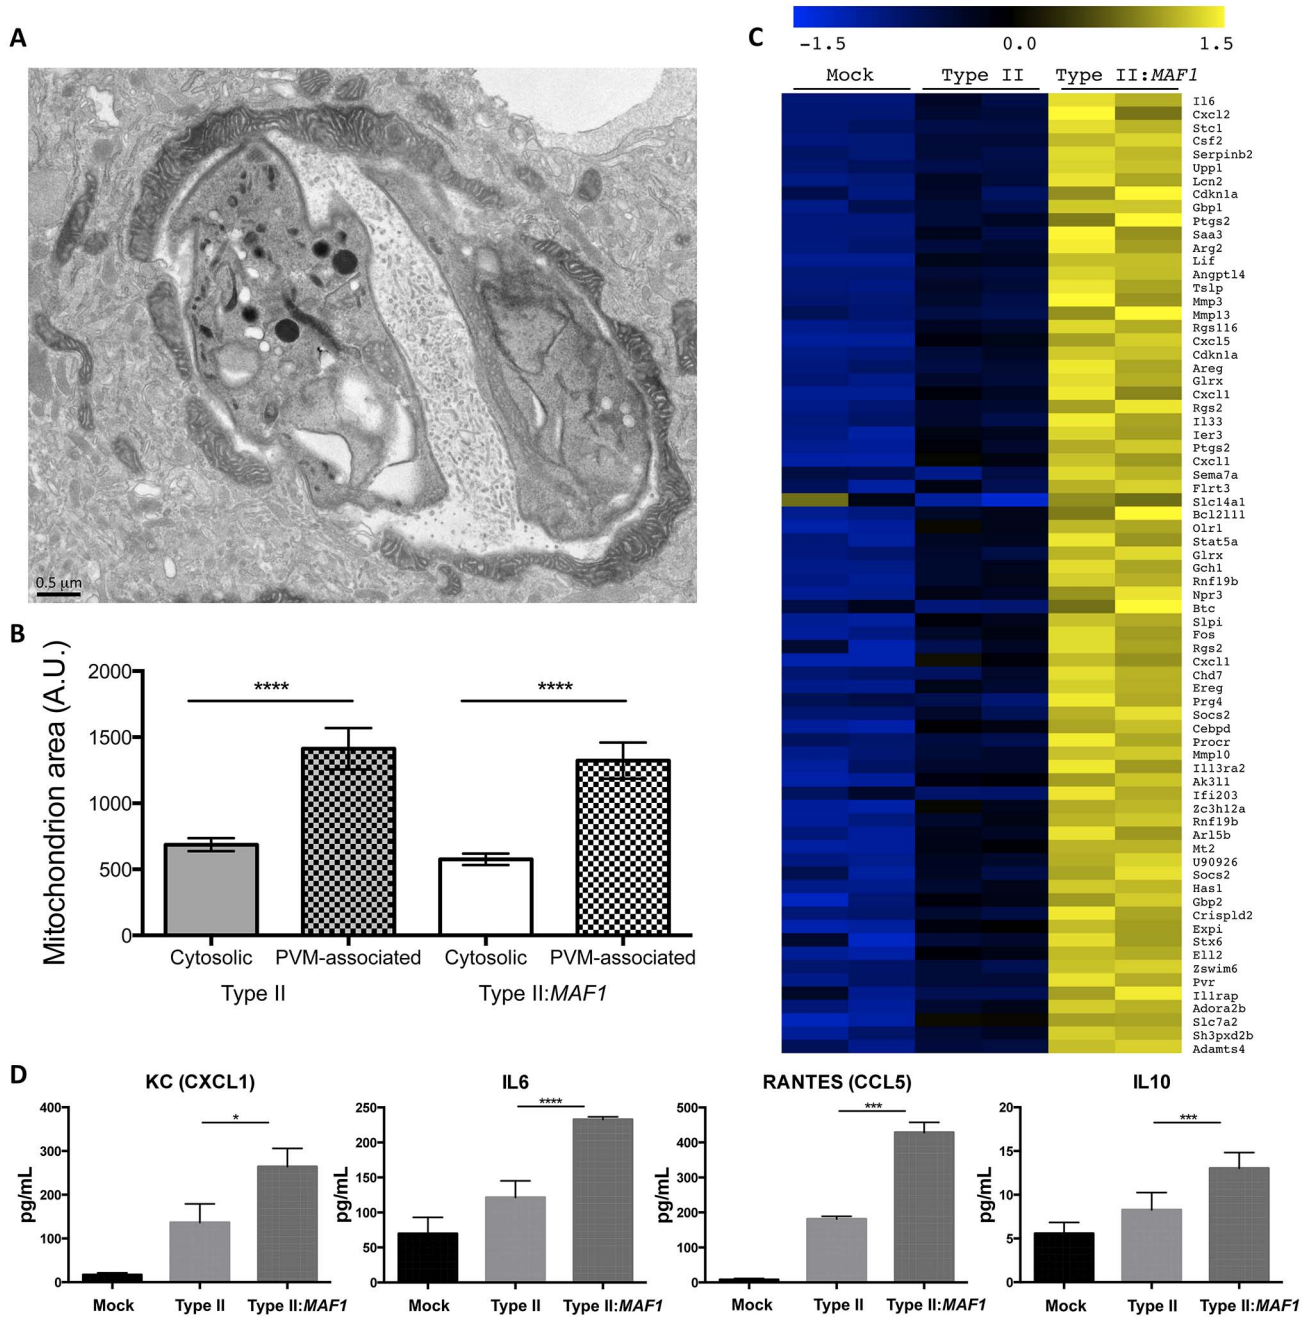 A
0.5 μm
B
Mitochondrion area (A.U.)
2000
1500
1000
500
0
****
****
Cytosolic PVM-associated Cytosolic PVM-associated
Type II Type II:MAF1
C
-1.5 0.0 1.5
Mock Type II Type II:MAF1
Il6
Cxcl2
Stc1
Csf2
Serpinb2
Upp1
Lcn2
Cdkn1a
Gbp1
Ptgs2
Saa3
Arg2
Lif
Angptl4
Tslp
Mmp3
Mmp13
Rgs116
Cxcl5
Cdkn1a
Areg
Glrx
Cxcl1
Rgs2
Il33
Ier3
Ptgs2
Cxcl1
Sema7a
Flrt3
Slc14a1
Bcl2l11
Olr1
Stat5a
Glrx
Gch1
Rnf19b
Npr3
Btc
Slpi
Fos
Rgs2
Cxcl1
Chd7
Ereg
Prg4
Socs2
Cebpd
Procr
Mmp10
Il13ra2
Ak3l1
Ifi203
Zc3h12a
Rnf19b
Arl5b
Mt2
U90926
Socs2
Has1
Gbp2
Crispld2
Expi
Stx6
Ell2
Zswim6
Pvr
Il1rap
Adora2b
Slc7a2
Sh3pxd2b
Adamts4
D
KC (CXCL1)
pg/mL
400
300
200
100
0
*
Mock Type II Type II:MAF1
IL6
pg/mL
250
200
150
100
50
0
****
Mock Type II Type II:MAF1
RANTES (CCL5)
pg/mL
500
400
300
200
100
0
***
Mock Type II Type II:MAF1
IL10
pg/mL
20
15
10
5
0
***
Mock Type II Type II:MAF1